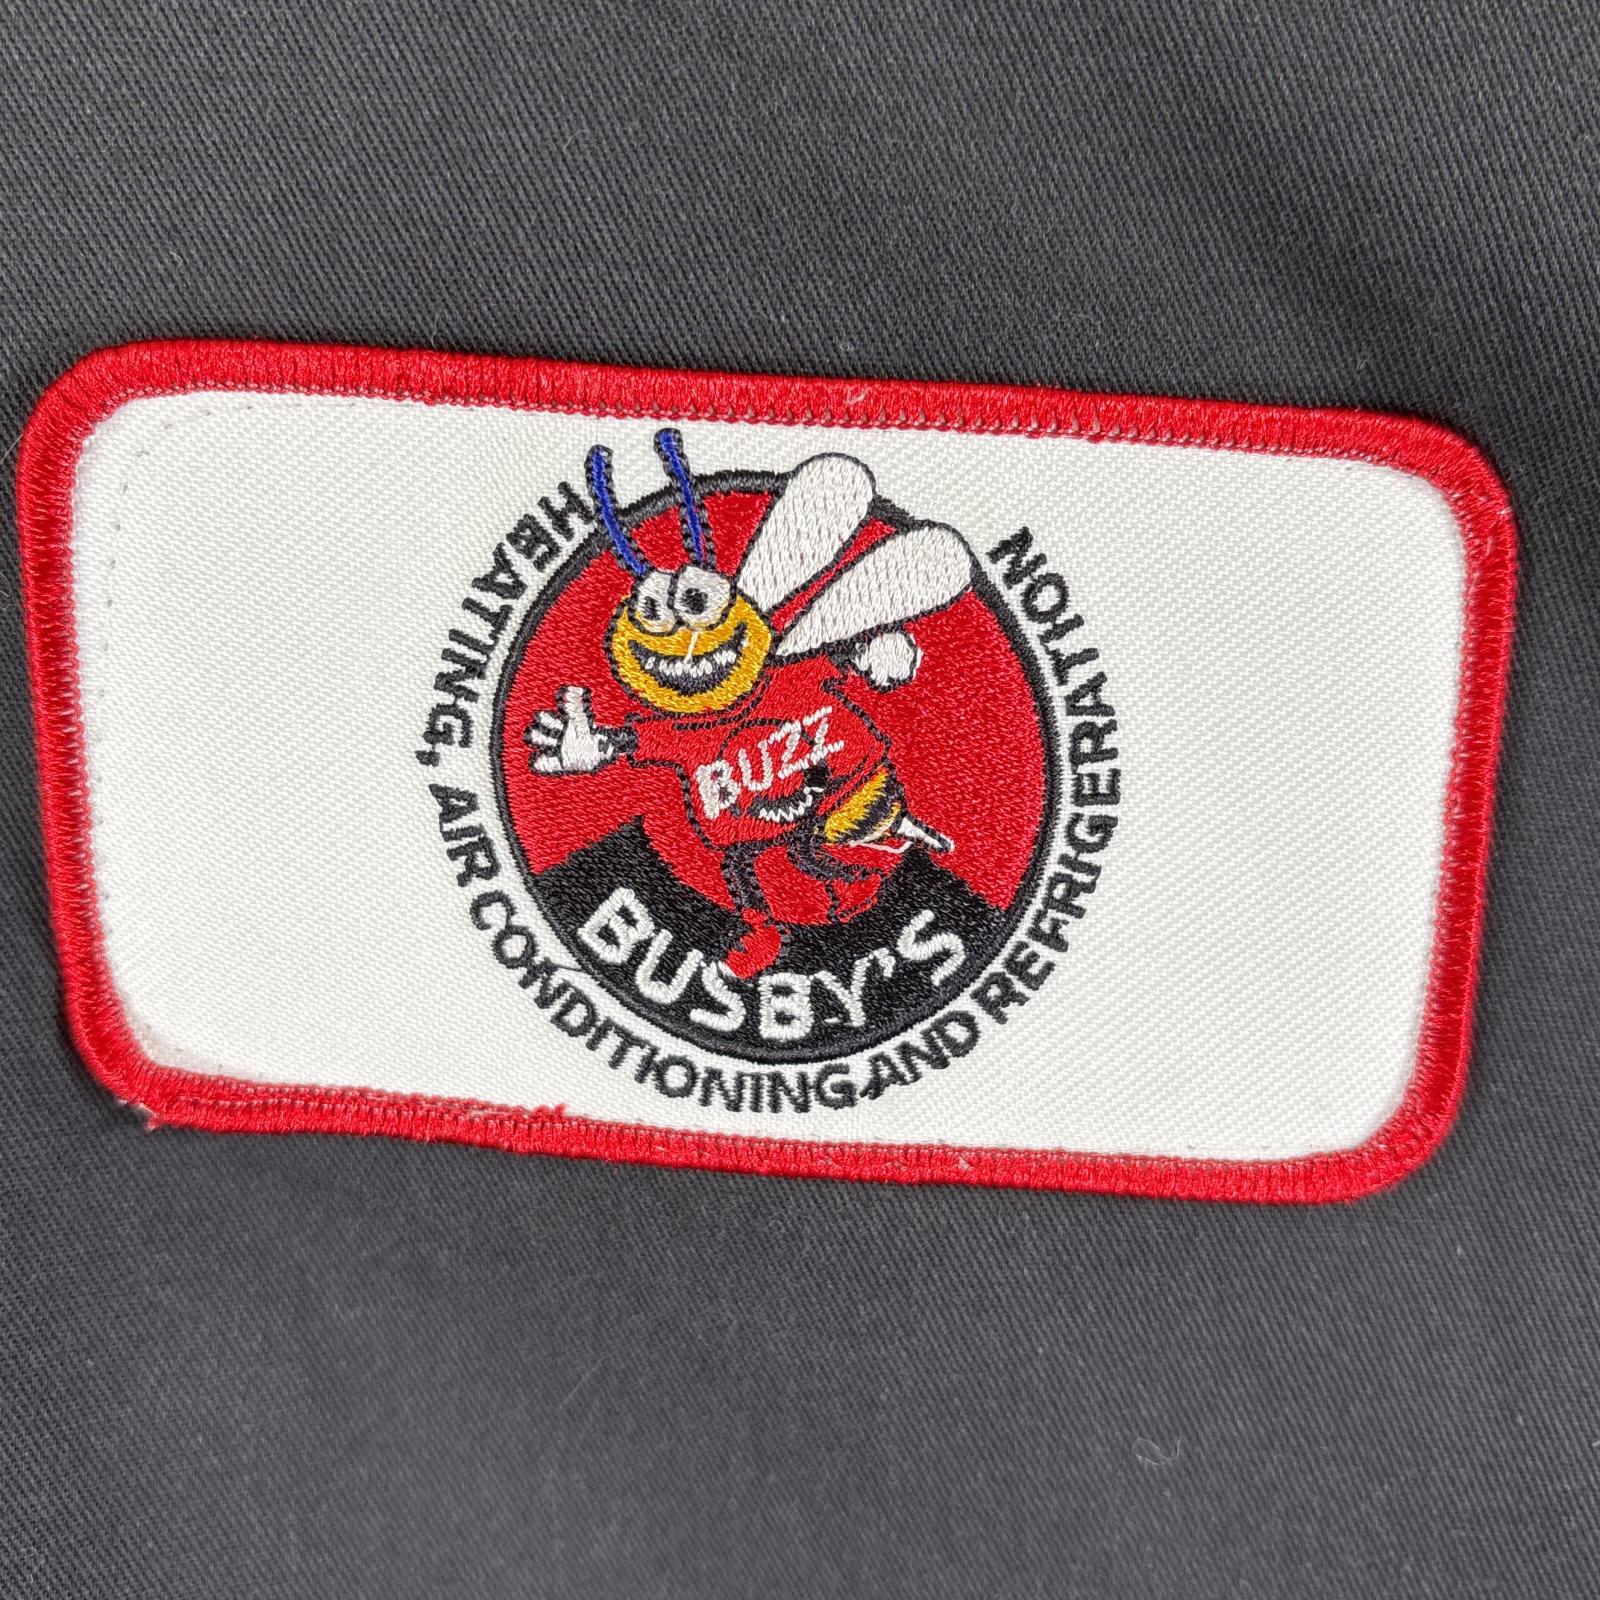 BUZZ
BUSBY'S
HEATING, AIR CONDITIONING, AND REFRIGERATION